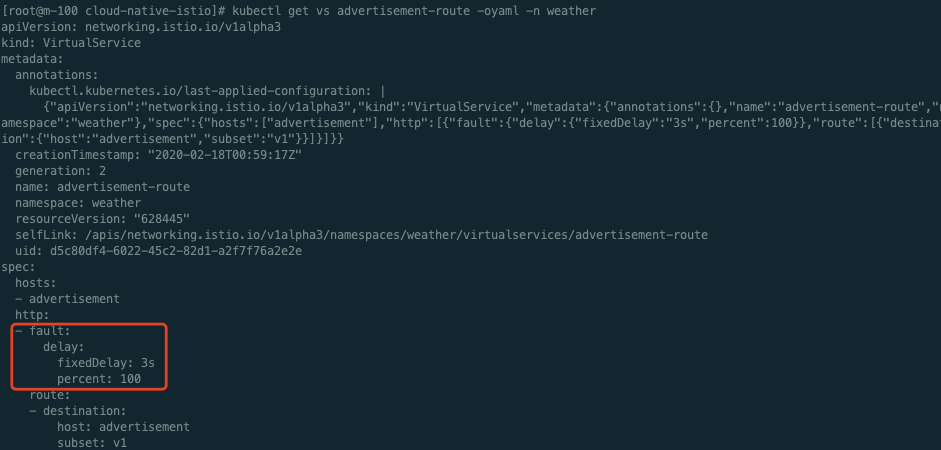 [root@m-100 cloud-native-istio]# kubectl get vs advertisement-route -oyaml -n weather
apiVersion: networking.istio.io/v1alpha3
kind: VirtualService
metadata:
  annotations:
    kubectl.kubernetes.io/last-applied-configuration: |
      {"apiVersion":"networking.istio.io/v1alpha3","kind":"VirtualService","metadata":{"annotations":{},"name":"advertisement-route","n
amespace":"weather"},"spec":{"hosts":["advertisement"],"http":[{"fault":{"delay":{"fixedDelay":"3s","percent":100}},"route":[{"destinat
ion":{"host":"advertisement","subset":"v1"}}]}]}}
  creationTimestamp: "2020-02-18T00:59:17Z"
  generation: 2
  name: advertisement-route
  namespace: weather
  resourceVersion: "628445"
  selfLink: /apis/networking.istio.io/v1alpha3/namespaces/weather/virtualservices/advertisement-route
  uid: d5c80df4-6022-45c2-82d1-a2f7f76a2e2e
spec:
  hosts:
  - advertisement
  http:
  - fault:
      delay:
        fixedDelay: 3s
        percent: 100
    route:
    - destination:
        host: advertisement
        subset: v1